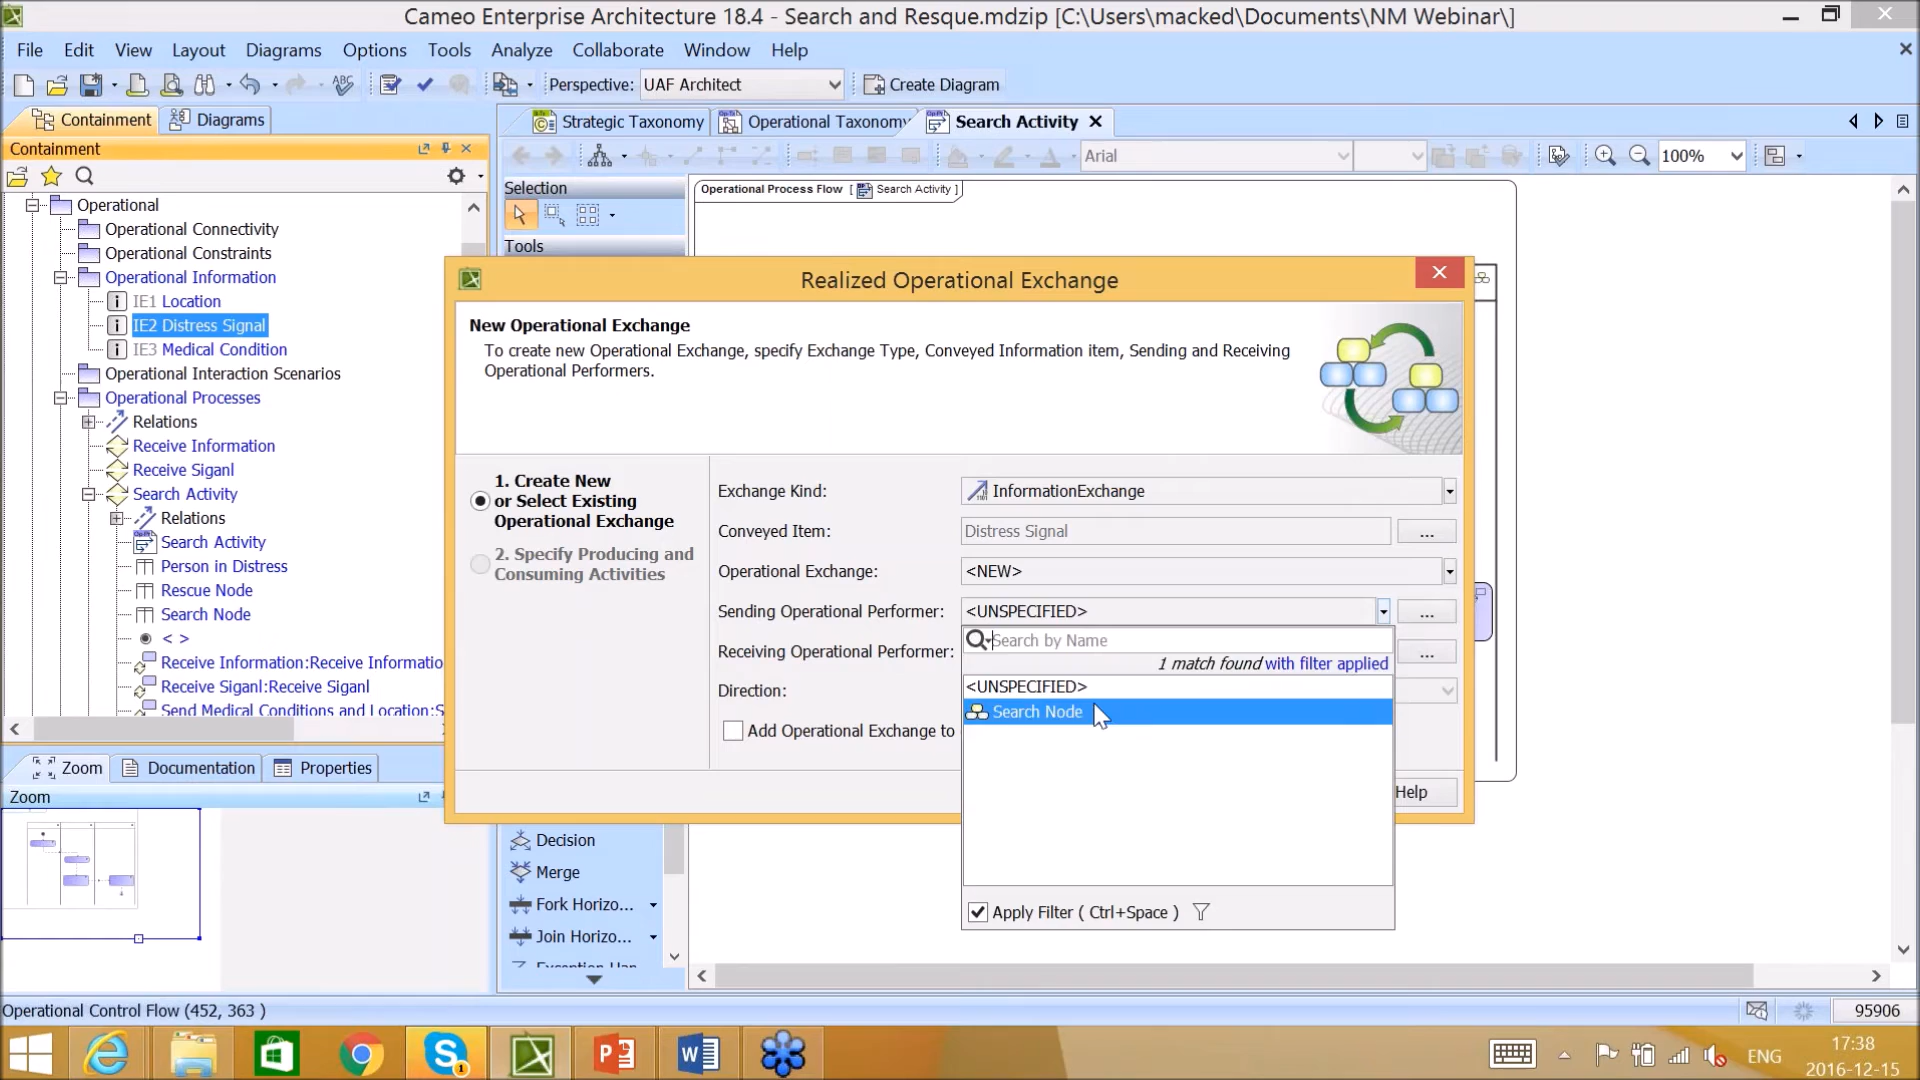 Cameo Enterprise Architecture 18.4 - Search and Resque.mdzip [C:\Users\macked\Documents\NM Webinar\]
File Edit View Layout Diagrams Options Tools Analyze Collaborate Window Help
Perspective: UAF Architect Create Diagram
Containment Diagrams
Strategic Taxonomy Operational Taxonomy Search Activity
Containment
Arial 100%
Selection
Tools
Operational Process Flow [ Search Activity ]
Operational
Operational Connectivity
Operational Constraints
Operational Information
IE1 Location
IE2 Distress Signal
IE3 Medical Condition
Operational Interaction Scenarios
Operational Processes
Relations
Receive Information
Receive Siganl
Search Activity
Relations
Search Activity
Person in Distress
Rescue Node
Search Node
< >
Receive Information:Receive Informatio
Receive Siganl:Receive Siganl
Send Medical Conditions and Location:S
Realized Operational Exchange
New Operational Exchange
To create new Operational Exchange, specify Exchange Type, Conveyed Information item, Sending and Receiving
Operational Performers.
1. Create New
or Select Existing
Operational Exchange
2. Specify Producing and
Consuming Activities
Exchange Kind: InformationExchange
Conveyed Item: Distress Signal ...
Operational Exchange: <NEW>
Sending Operational Performer: <UNSPECIFIED> ...
Search by Name
Receiving Operational Performer: ...
1 match found with filter applied
Direction:
<UNSPECIFIED>
Search Node
Add Operational Exchange to
Help
Apply Filter ( Ctrl+Space )
Zoom Documentation Properties
Zoom
Decision
Merge
Fork Horizo...
Join Horizo...
Operational Control Flow (452, 363 )
95906
ENG
17:38
2016-12-15